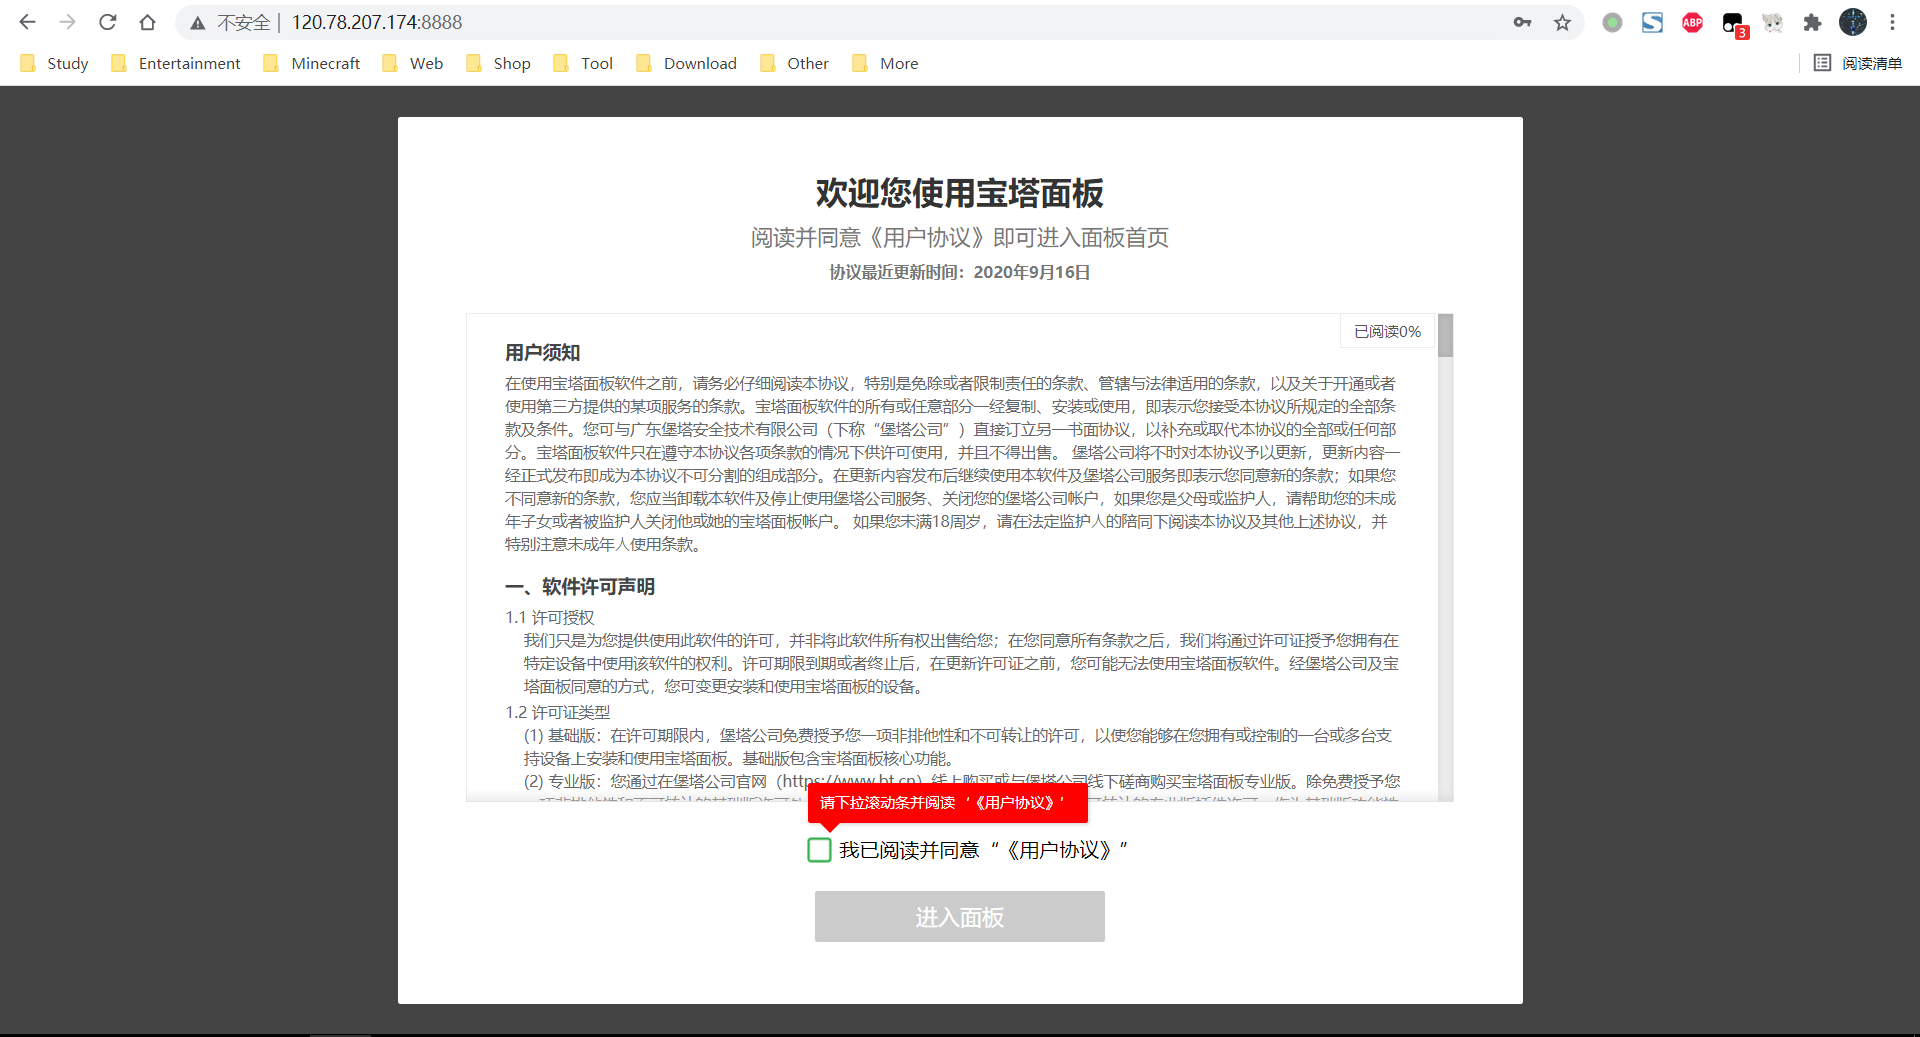 不安全 | 120.78.207.174:8888
ABP
3
Study Entertainment Minecraft Web Shop Tool Download Other More 阅读清单
欢迎您使用宝塔面板
阅读并同意《用户协议》即可进入面板首页
协议最近更新时间：2020年9月16日
已阅读0%
用户须知
在使用宝塔面板软件之前，请务必仔细阅读本协议，特别是免除或者限制责任的条款、管辖与法律适用的条款，以及关于开通或者
使用第三方提供的某项服务的条款。宝塔面板软件的所有或任意部分一经复制、安装或使用，即表示您接受本协议所规定的全部条
款及条件。您可与广东堡塔安全技术有限公司（下称“堡塔公司”）直接订立另一书面协议，以补充或取代本协议的全部或任何部
分。宝塔面板软件只在遵守本协议各项条款的情况下供许可使用，并且不得出售。 堡塔公司将不时对本协议予以更新，更新内容一
经正式发布即成为本协议不可分割的组成部分。在更新内容发布后继续使用本软件及堡塔公司服务即表示您同意新的条款；如果您
不同意新的条款，您应当卸载本软件及停止使用堡塔公司服务、关闭您的堡塔公司帐户，如果您是父母或监护人，请帮助您的未成
年子女或者被监护人关闭他或她的宝塔面板帐户。 如果您未满18周岁，请在法定监护人的陪同下阅读本协议及其他上述协议，并
特别注意未成年人使用条款。
一、软件许可声明
1.1 许可授权
我们只是为您提供使用此软件的许可，并非将此软件所有权出售给您；在您同意所有条款之后，我们将通过许可证授予您拥有在
特定设备中使用该软件的权利。许可期限到期或者终止后，在更新许可证之前，您可能无法使用宝塔面板软件。经堡塔公司及宝
塔面板同意的方式，您可变更安装和使用宝塔面板的设备。
1.2 许可证类型
(1) 基础版：在许可期限内，堡塔公司免费授予您一项非排他性和不可转让的许可，以使您能够在您拥有或控制的一台或多台支
持设备上安装和使用宝塔面板。基础版包含宝塔面板核心功能。
(2) 专业版：您通过在堡塔公司官网（https://www.bt.cn）线上购买或与堡塔公司线下磋商购买宝塔面板专业版。除免费授予您
请下拉滚动条并阅读‘《用户协议》’
我已阅读并同意“《用户协议》”
进入面板